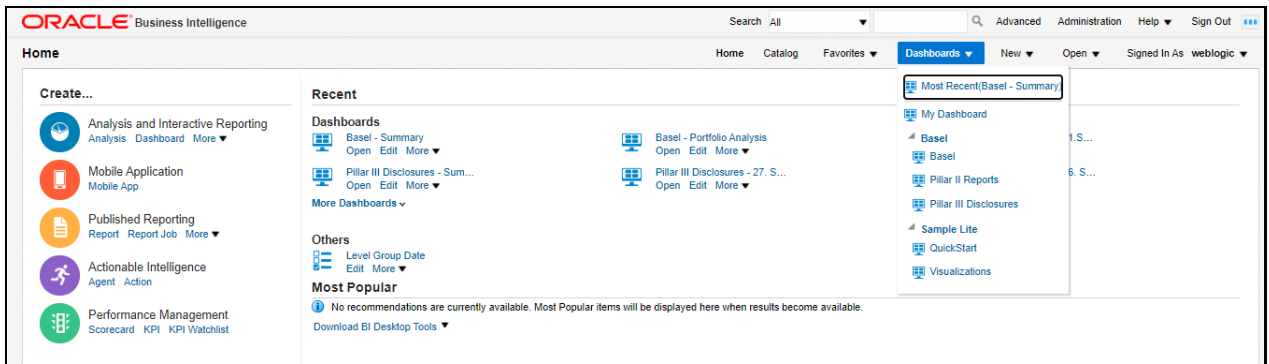 ORACLE Business Intelligence
Search All Advanced Administration Help Sign Out
Home
Home Catalog Favorites Dashboards New Open Signed In As weblogic
Create...
Analysis and Interactive Reporting
Analysis Dashboard More
Mobile Application
Mobile App
Published Reporting
Report Report Job More
Actionable Intelligence
Agent Action
Performance Management
Scorecard KPI KPI Watchlist
Recent
Dashboards
Basel - Summary
Open Edit More
Basel - Portfolio Analysis
Open Edit More
1.S...
Pillar III Disclosures - Sum...
Open Edit More
Pillar III Disclosures - 27. S...
Open Edit More
6. S...
More Dashboards
Others
Level Group Date
Edit More
Most Popular
No recommendations are currently available. Most Popular items will be displayed here when results become available.
Download BI Desktop Tools
Most Recent(Basel - Summary)
My Dashboard
Basel
Basel
Pillar II Reports
Pillar III Disclosures
Sample Lite
QuickStart
Visualizations